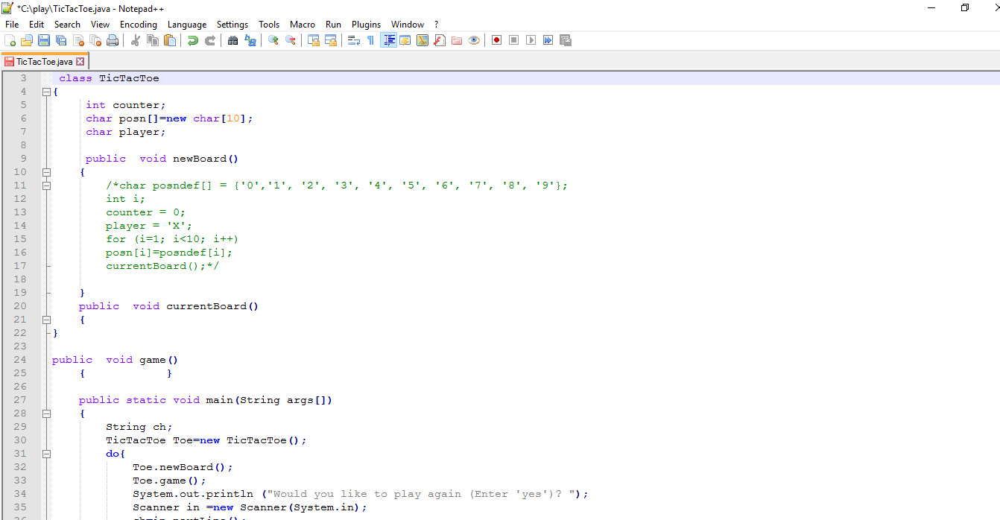 *C:\play\TicTacToe.java - Notepad++
File Edit Search View Encoding Language Settings Tools Macro Run Plugins Window ?
TicTacToe.java
3 class TicTacToe
4 {
5 int counter;
6 char posn[]=new char[10];
7 char player;
8
9 public  void newBoard()
10 {
11 /*char posndef[] = {'0','1', '2', '3', '4', '5', '6', '7', '8', '9'};
12 int i;
13 counter = 0;
14 player = 'X';
15 for (i=1; i<10; i++)
16 posn[i]=posndef[i];
17 currentBoard();*/
18
19 }
20 public  void currentBoard()
21 {
22 }
23
24 public  void game()
25 { }
26
27 public static void main(String args[])
28 {
29 String ch;
30 TicTacToe Toe=new TicTacToe();
31 do{
32 Toe.newBoard();
33 Toe.game();
34 System.out.println ("Would you like to play again (Enter 'yes')? ");
35 Scanner in =new Scanner(System.in);